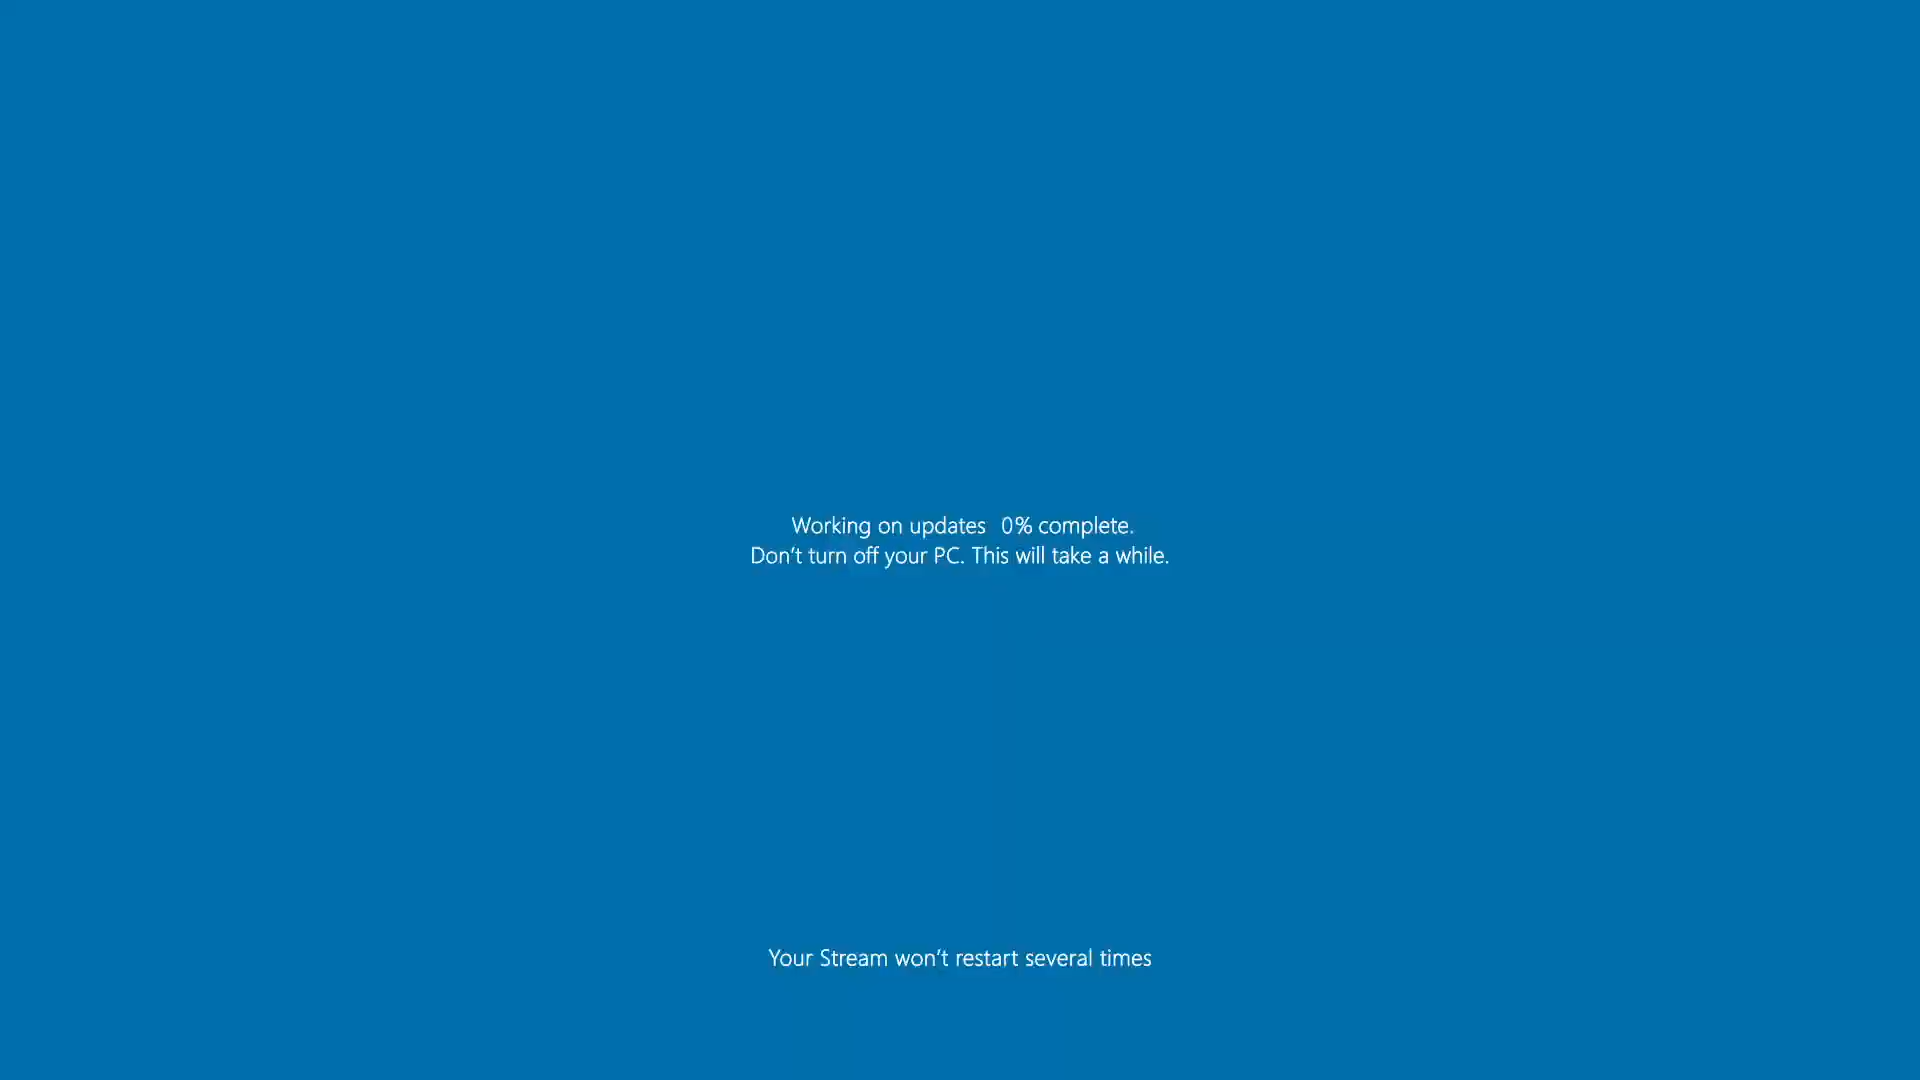 Working on updates 0% complete.
Don’t turn off your PC. This will take a while.
Your Stream won’t restart several times